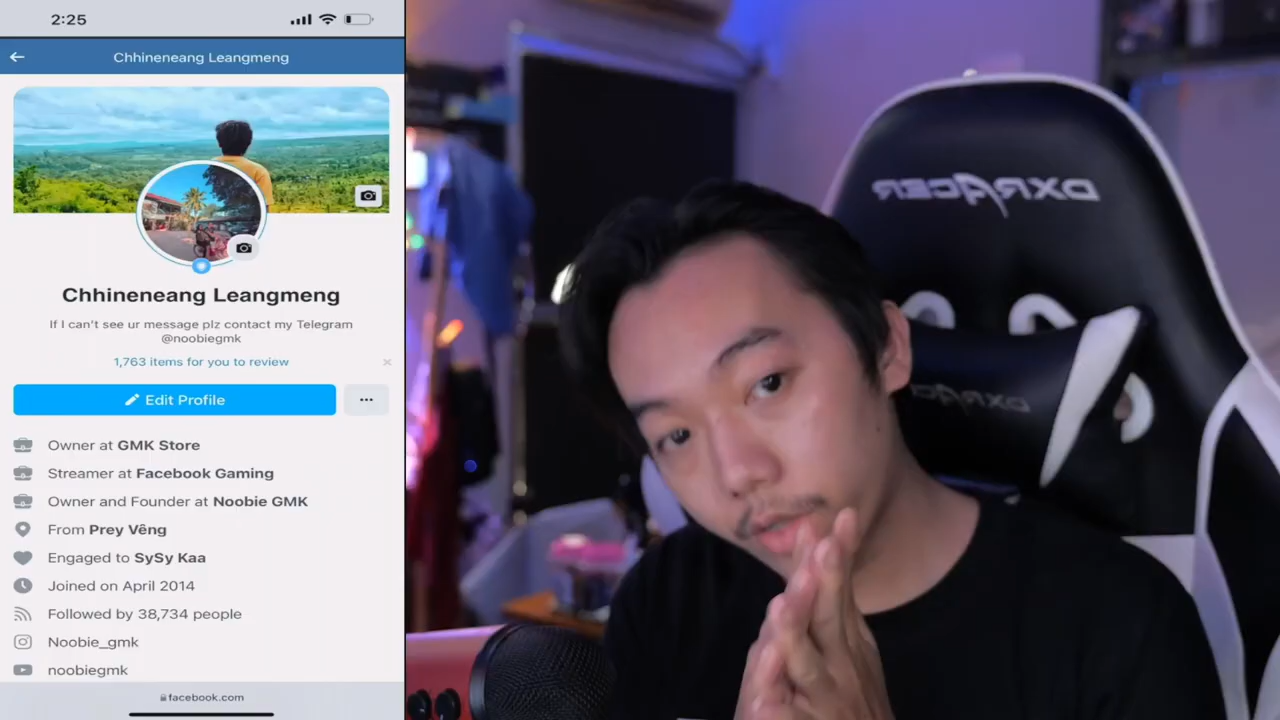 2:25
Chhineneang Leangmeng
Chhineneang Leangmeng
If I can't see ur message plz contact my Telegram
@noobiegmk
1,763 items for you to review
Edit Profile
Owner at GMK Store
Streamer at Facebook Gaming
Owner and Founder at Noobie GMK
From Prey Vêng
Engaged to SySy Kaa
Joined on April 2014
Followed by 38,734 people
Noobie_gmk
noobiegmk
facebook.com
DXRACER
DXRACER